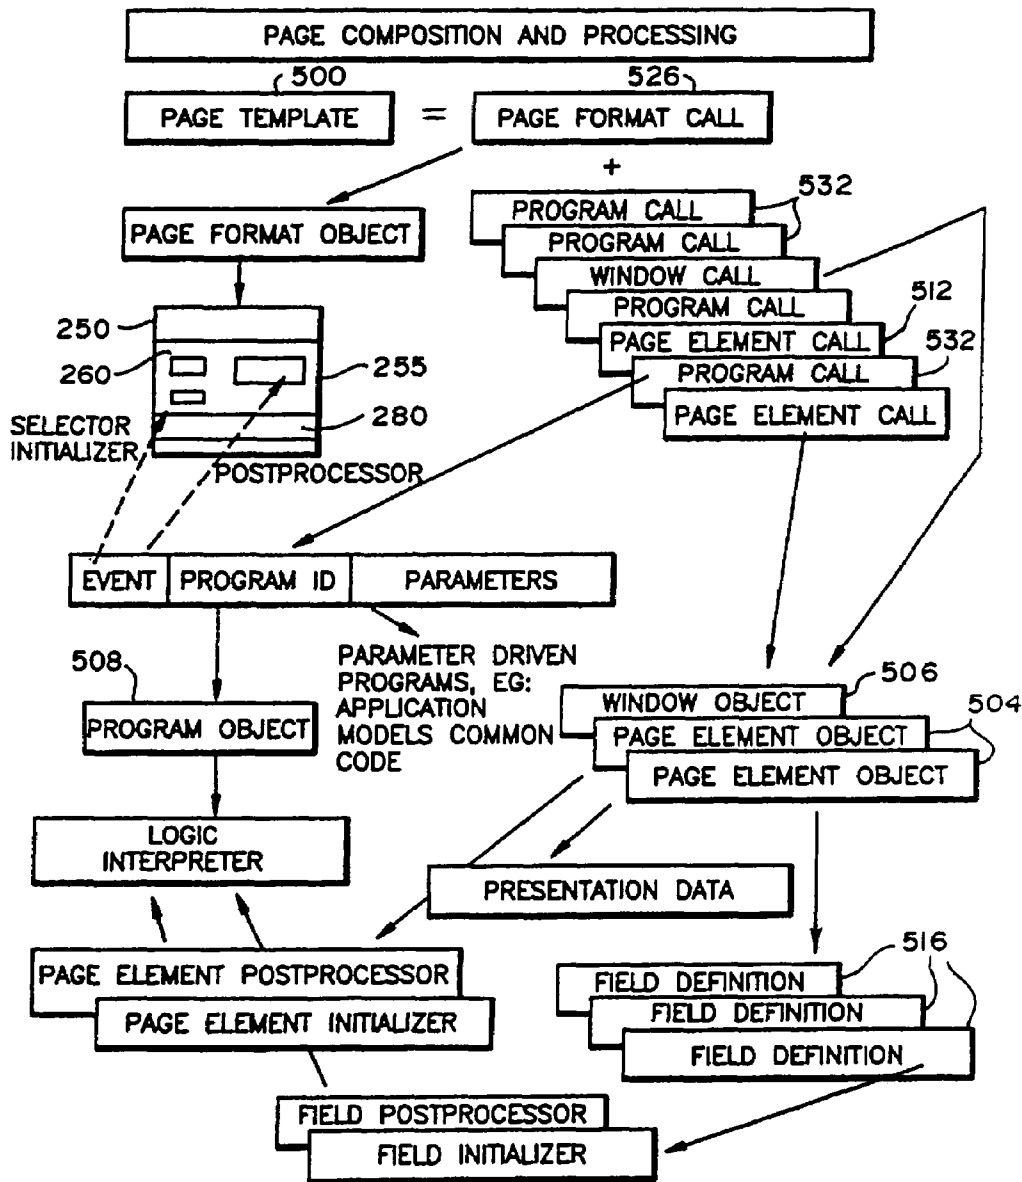 PAGE COMPOSITION AND PROCESSING
500
526
PAGE TEMPLATE
=
PAGE FORMAT CALL
+
532
PROGRAM CALL
PROGRAM CALL
WINDOW CALL
PROGRAM CALL
512
PAGE ELEMENT CALL
532
PROGRAM CALL
PAGE ELEMENT CALL
PAGE FORMAT OBJECT
250
260
255
280
SELECTOR
INITIALIZER
POSTPROCESSOR
EVENT
PROGRAM ID
PARAMETERS
508
PROGRAM OBJECT
PARAMETER DRIVEN
PROGRAMS, EG:
APPLICATION
MODELS COMMON
CODE
506
WINDOW OBJECT
504
PAGE ELEMENT OBJECT
PAGE ELEMENT OBJECT
LOGIC
INTERPRETER
PRESENTATION DATA
PAGE ELEMENT POSTPROCESSOR
PAGE ELEMENT INITIALIZER
516
FIELD DEFINITION
FIELD DEFINITION
FIELD DEFINITION
FIELD POSTPROCESSOR
FIELD INITIALIZER